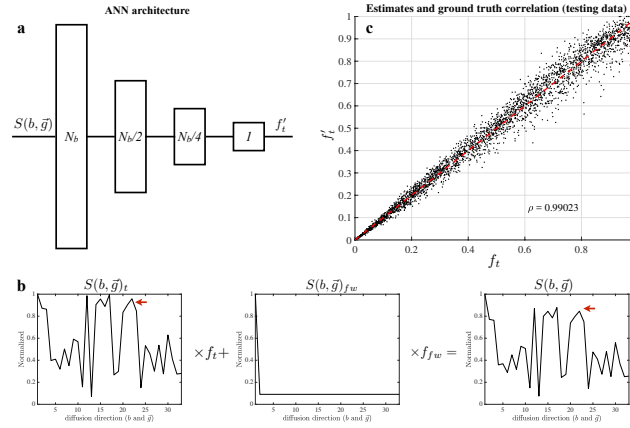 ANN architecture
a
S(b, g⃗)
N_b
N_b/2
N_b/4
1
f′_t
Estimates and ground truth correlation (testing data)
c
f′_t
1
0.9
0.8
0.7
0.6
0.5
0.4
0.3
0.2
0.1
0
ρ = 0.99023
0 0.2 0.4 0.6 0.8
f_t
b
S(b, g⃗)_t
Normalized
1
0.8
0.6
0.4
0.2
0
5 10 15 20 25 30
diffusion direction (b and g⃗)
×f_t+
S(b, g⃗)_fw
Normalized
1
0.8
0.6
0.4
0.2
0
5 10 15 20 25 30
diffusion direction (b and g⃗)
×f_fw =
S(b, g⃗)
Normalized
1
0.8
0.6
0.4
0.2
0
5 10 15 20 25 30
diffusion direction (b and g⃗)